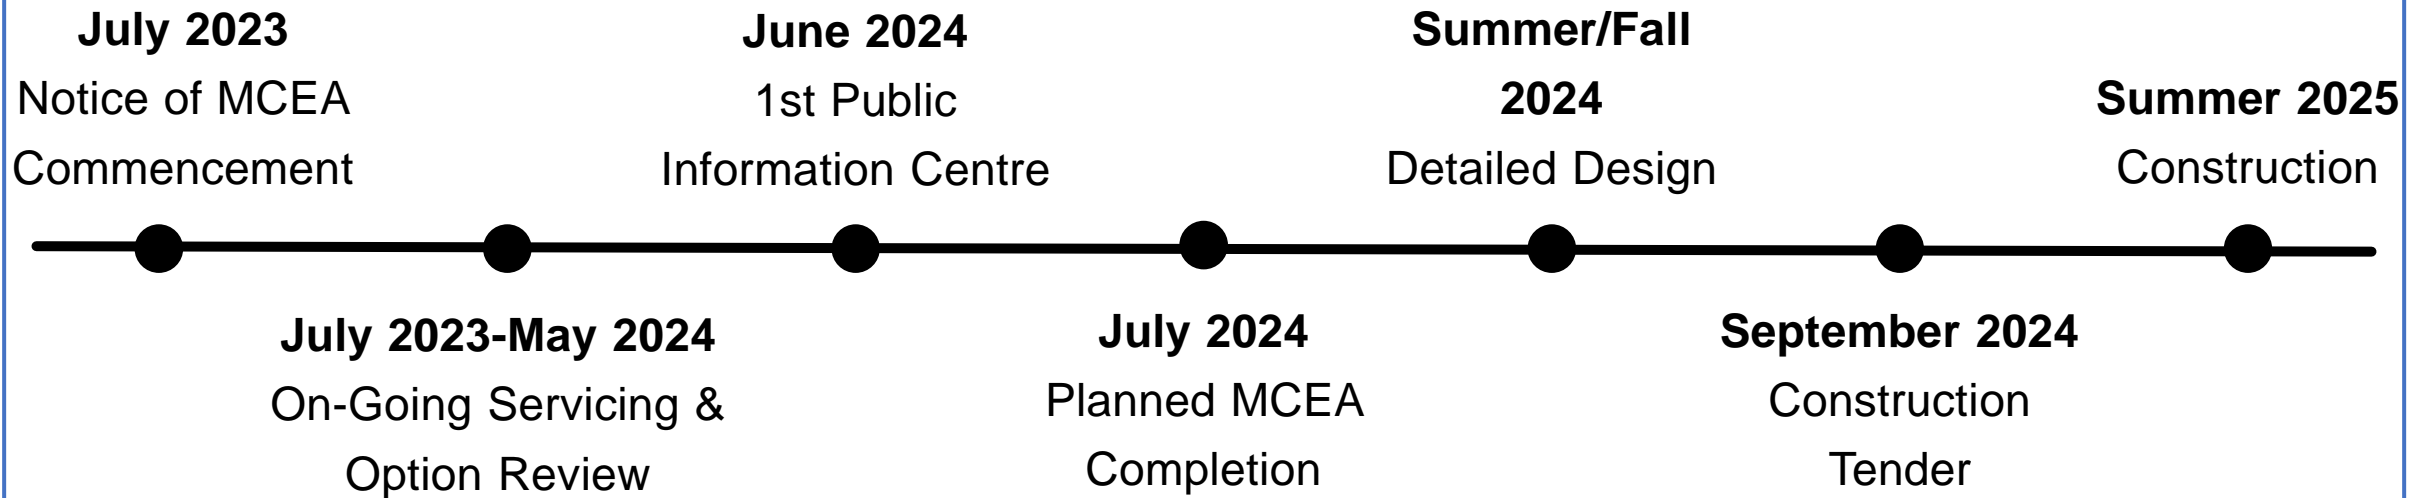 July 2023
Notice of MCEA
Commencement
July 2023-May 2024
On-Going Servicing &
Option Review
June 2024
1st Public
Information Centre
July 2024
Planned MCEA
Completion
Summer/Fall
2024
Detailed Design
September 2024
Construction
Tender
Summer 2025
Construction